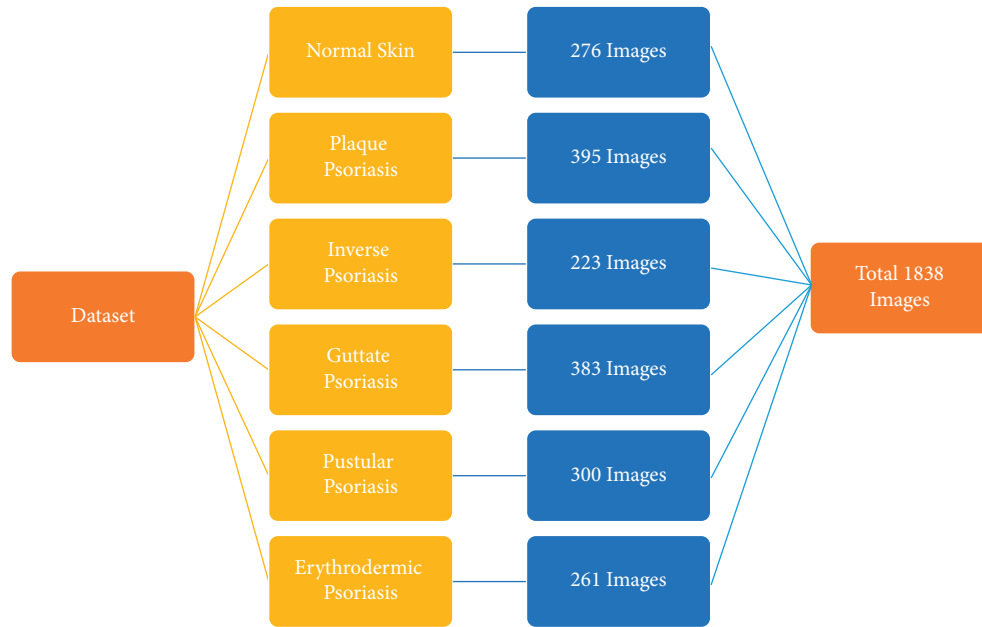 Dataset
Normal Skin
276 Images
Plaque
Psoriasis
395 Images
Inverse
Psoriasis
223 Images
Guttate
Psoriasis
383 Images
Pustular
Psoriasis
300 Images
Erythrodermic
Psoriasis
261 Images
Total 1838
Images